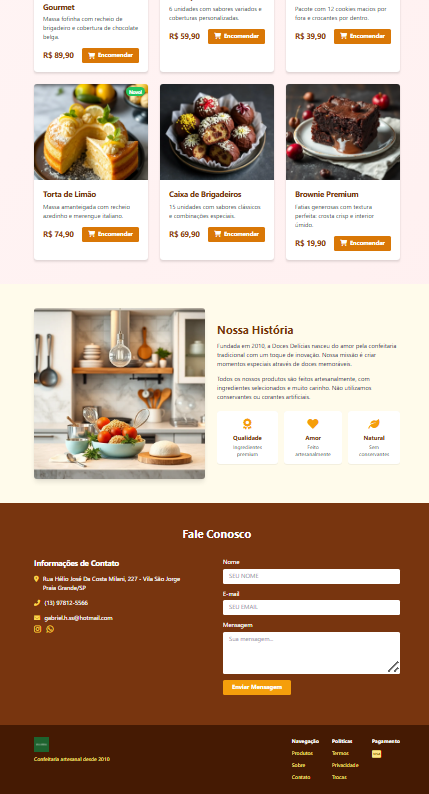 Gourmet
Massa fofinha com recheio de
brigadeiro e cobertura de chocolate
belga.
R$ 89,90
Encomendar
6 unidades com sabores variados e
coberturas personalizadas.
R$ 59,90
Encomendar
Pacote com 12 cookies macios por
fora e crocantes por dentro.
R$ 39,90
Encomendar
Novo!
Torta de Limão
Massa amanteigada com recheio
azedinho e merengue italiano.
R$ 74,90
Encomendar
Caixa de Brigadeiros
15 unidades com sabores clássicos
e combinações especiais.
R$ 69,90
Encomendar
Brownie Premium
Fatias generosas com textura
perfeita: crosta crisp e interior
úmido.
R$ 19,90
Encomendar
Nossa História
Fundada em 2010, a Doces Delícias nasceu do amor pela confeitaria
tradicional com um toque de inovação. Nossa missão é criar
momentos especiais através de doces memoráveis.
Todos os nossos produtos são feitos artesanalmente, com
ingredientes selecionados e muito carinho. Não utilizamos
conservantes ou corantes artificiais.
Qualidade
Ingredientes
premium
Amor
Feito
artesanalmente
Natural
Sem
conservantes
Fale Conosco
Informações de Contato
Rua Hélio José Da Costa Milani, 227 - Vila São Jorge
Praia Grande/SP
(13) 97812-5566
gabriel.h.ss@hotmail.com
Nome
SEU NOME
E-mail
SEU EMAIL
Mensagem
Sua mensagem...
Enviar Mensagem
Confeitaria artesanal desde 2010
Navegação
Produtos
Sobre
Contato
Políticas
Termos
Privacidade
Trocas
Pagamento